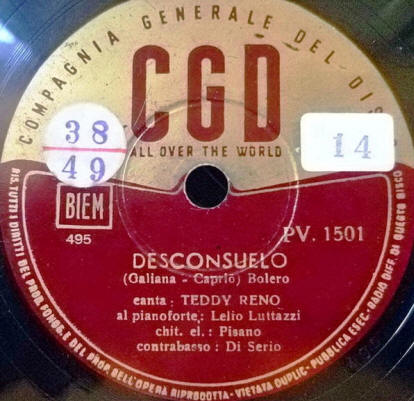 COMPAGNIA GENERALE DEL
CGD
ALL OVER THE WORLD
38
49
14
BIEM
495
PV. 1501
DESCONSUELO
(Galiana - Caprio) Bolero
canta : TEDDY RENO
al pianoforte : Lelio Luttazzi
chit. el. : Pisano
contrabasso : Di Serio
RIS. TUTTI I DIRITTI DEL PROD. FONOG. E DEL PROP. DELL'OPERA RIPRODOTTA - VIETATA DUPLIC. - PUBBLICA ESEC. - RADIO DIFF. DI QUESTO DISCO